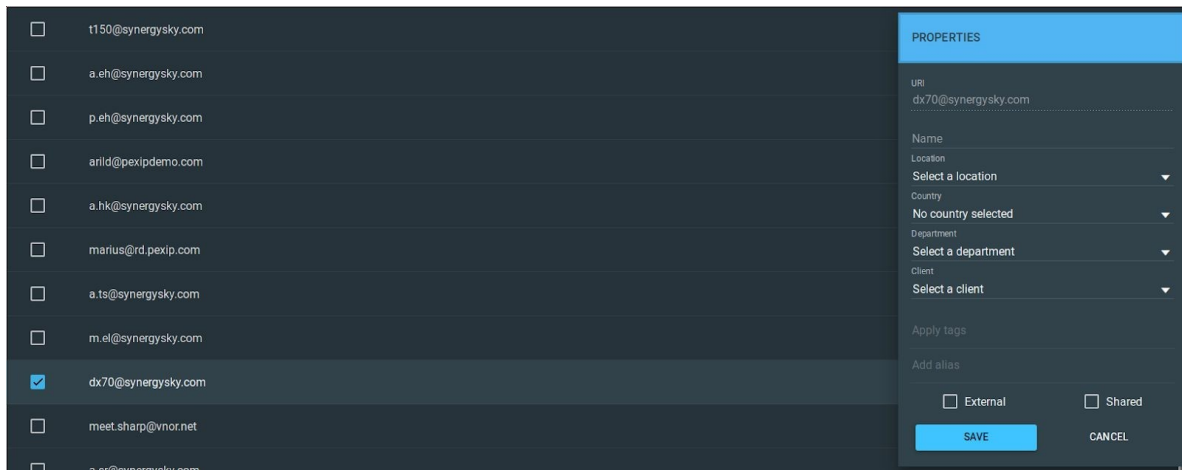 t150@synergysky.com
a.eh@synergysky.com
p.eh@synergysky.com
arild@pexipdemo.com
a.hk@synergysky.com
marius@rd.pexip.com
a.ts@synergysky.com
m.el@synergysky.com
dx70@synergysky.com
meet.sharp@vnor.net
a.sr@synergysky.com
PROPERTIES
URI
dx70@synergysky.com
Name
Location
Select a location
Country
No country selected
Department
Select a department
Client
Select a client
Apply tags
Add alias
External Shared
SAVE CANCEL